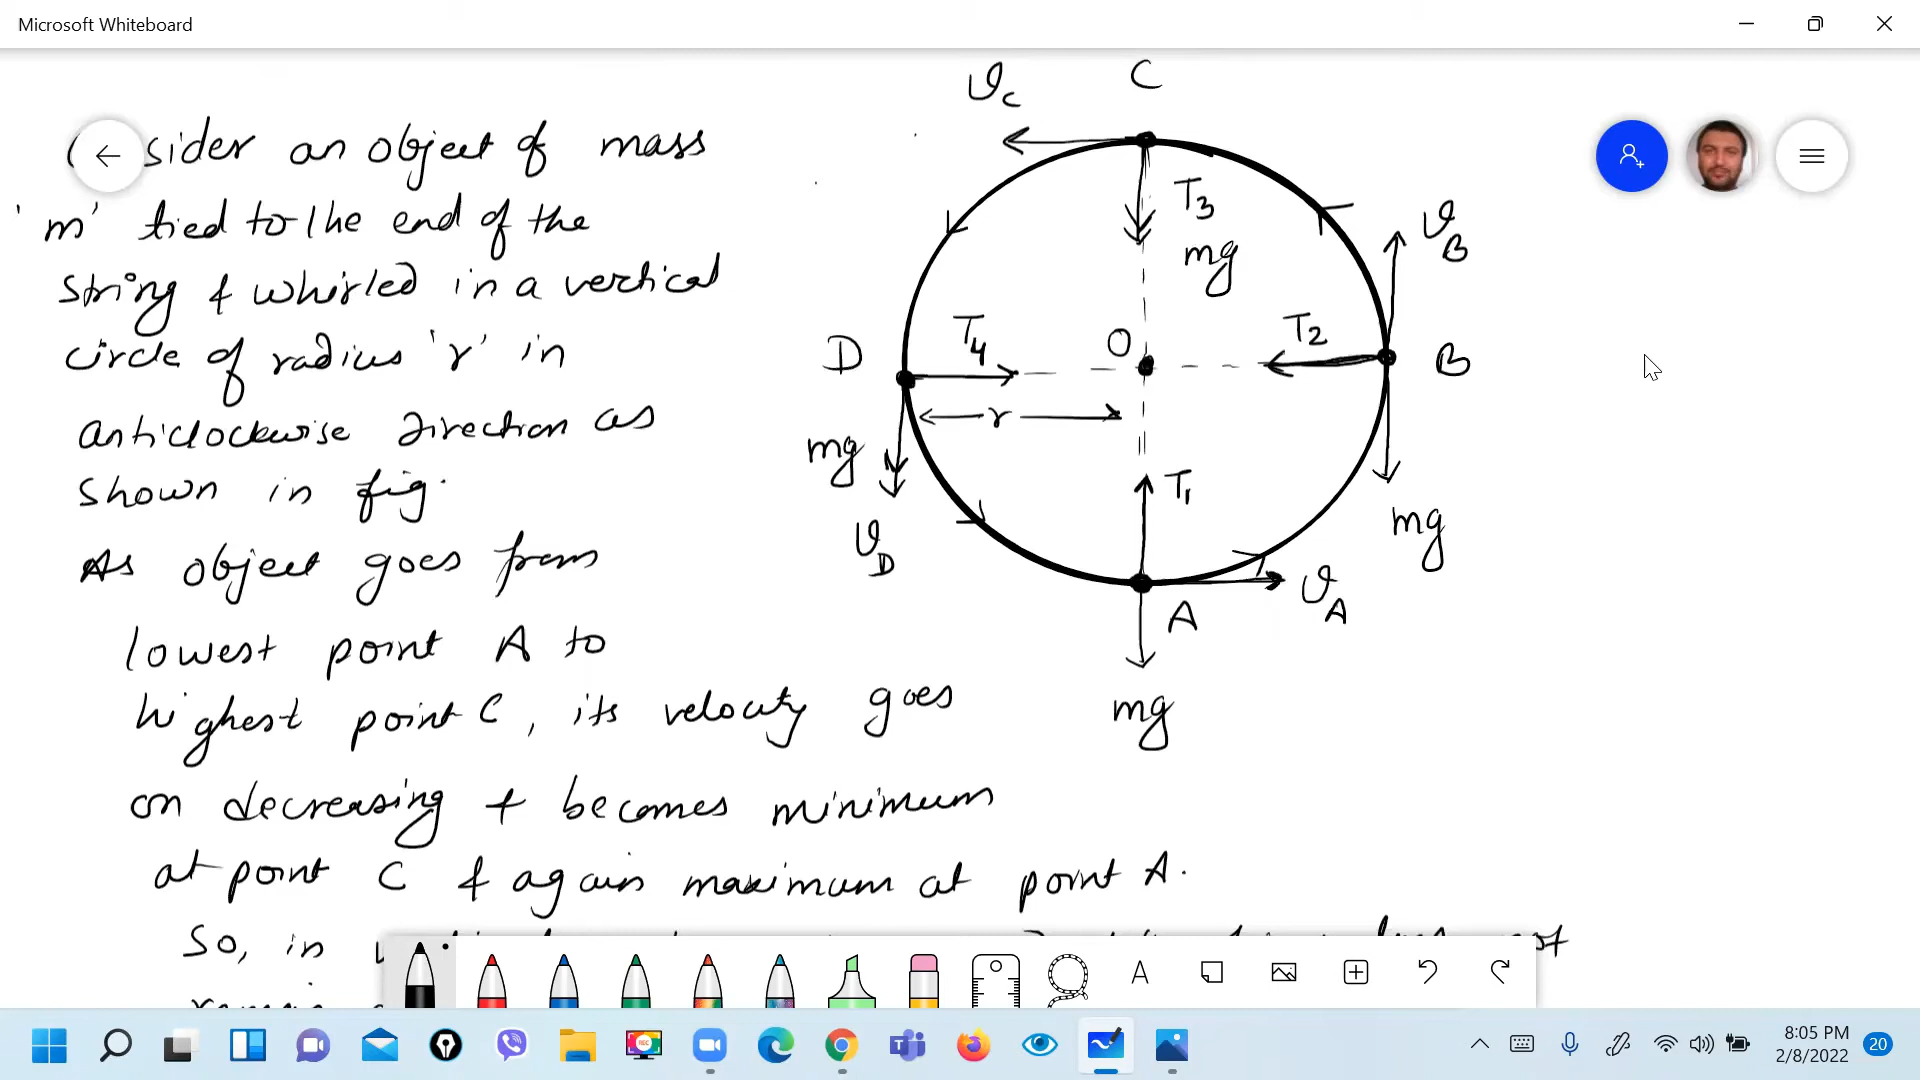 Microsoft Whiteboard
sider an object of mass
'm' tied to the end of the
string & whirled in a vertical
circle of radius 'r' in
anticlockwise direction as
shown in fig.
As object goes from
lowest point A to
highest point C, its velocity goes
on decreasing + becomes minimum
at point C & again maximum at point A.
So, in
C
v_C
T_3
mg
v_B
T_2
B
O
T_4
D
r
mg
v_D
T_1
A
v_A
mg
mg
A
REC
T
8:05 PM
2/8/2022
20